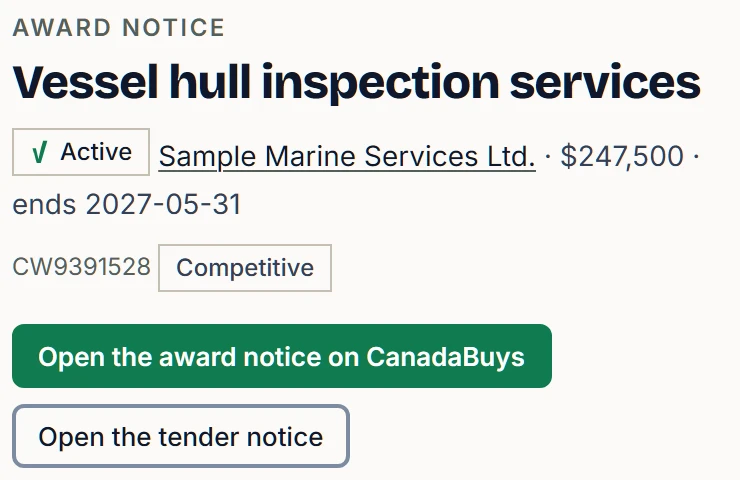 AWARD NOTICE
Vessel hull inspection services
√ Active Sample Marine Services Ltd. · $247,500 ·
ends 2027-05-31
CW9391528 Competitive
Open the award notice on CanadaBuys
Open the tender notice